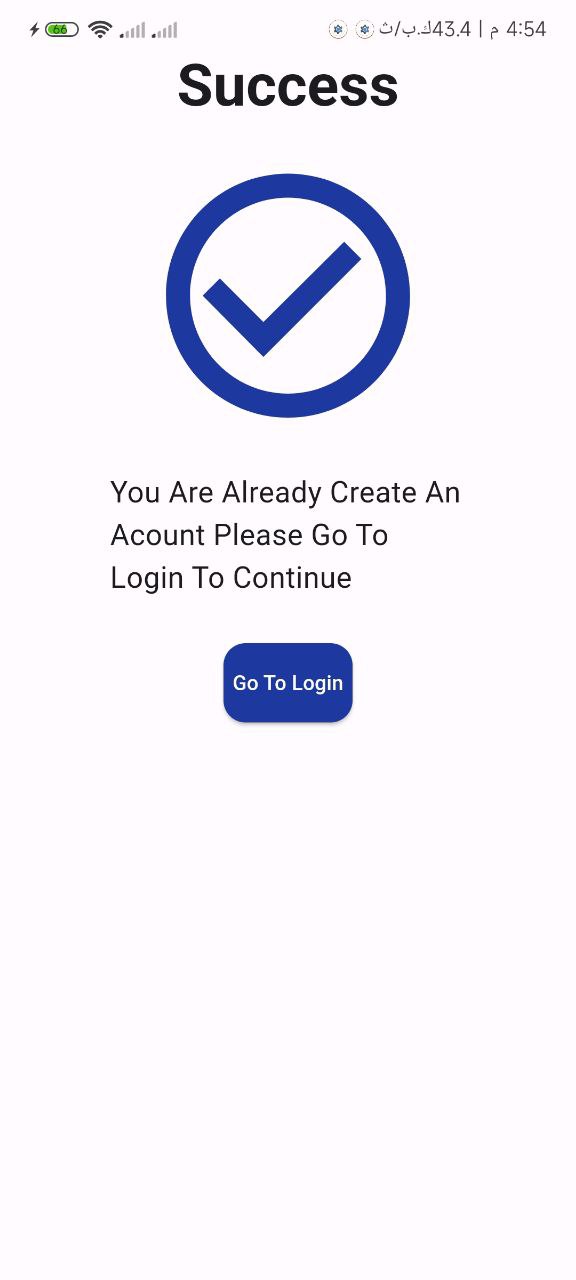 66 4:54 م | 43.4ك.ب/ث
Success
You Are Already Create An
Acount Please Go To
Login To Continue
Go To Login